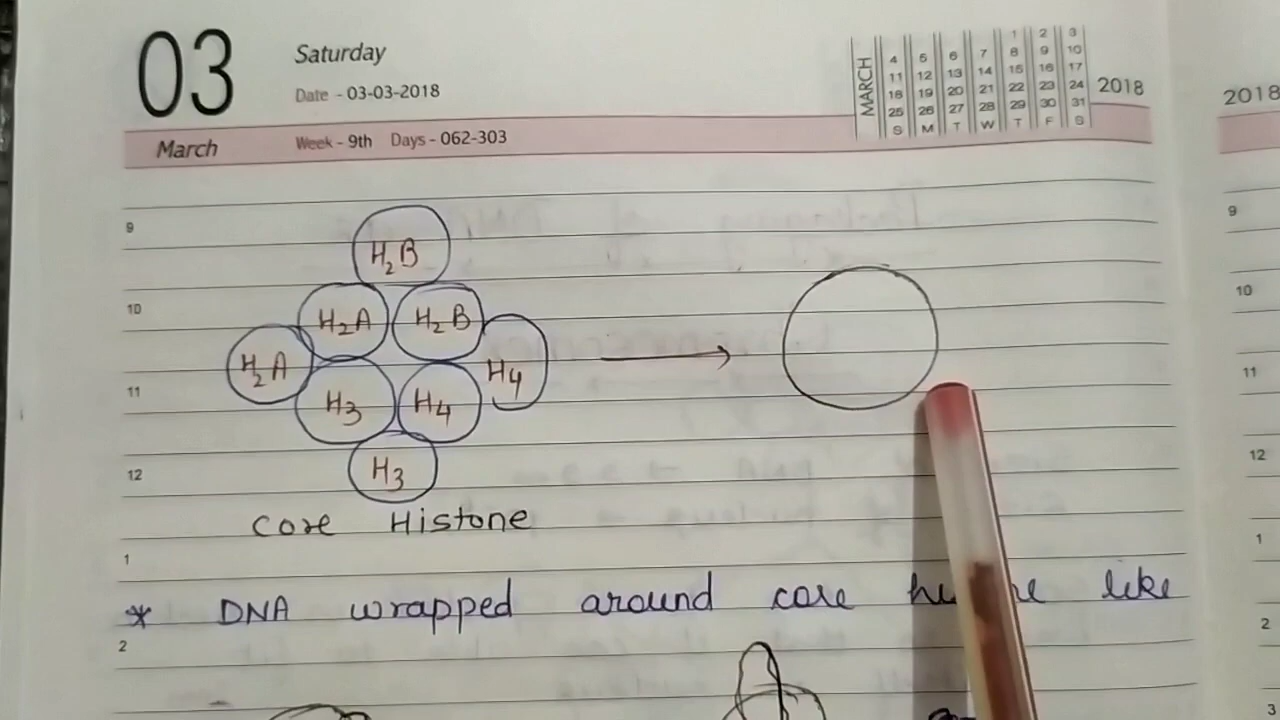 03
Saturday
Date - 03-03-2018
March
Week - 9th Days - 062-303
MARCH
4 11 18 25 S
5 12 19 26 M
6 13 20 27 T
7 14 21 28 W
1 8 15 22 29 T
2 9 16 23 30 F
3 10 17 24 31 S
2018
2018
9
H2B
10
H2A H2B
H2A H4
11
H3 H4
12
H3
Core Histone
1
* DNA wrapped around core like
2
9
10
11
12
1
2
3